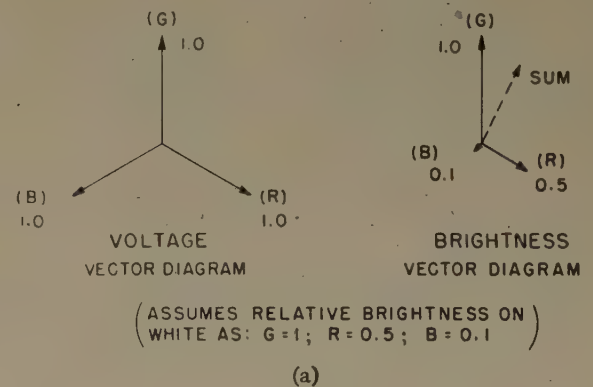 (G)
1.0
(B)
1.0
(R)
1.0
VOLTAGE
VECTOR DIAGRAM
(G)
1.0
SUM
(B)
0.1
(R)
0.5
BRIGHTNESS
VECTOR DIAGRAM
(ASSUMES RELATIVE BRIGHTNESS ON
WHITE AS: G=1; R=0.5; B=0.1)
(a)